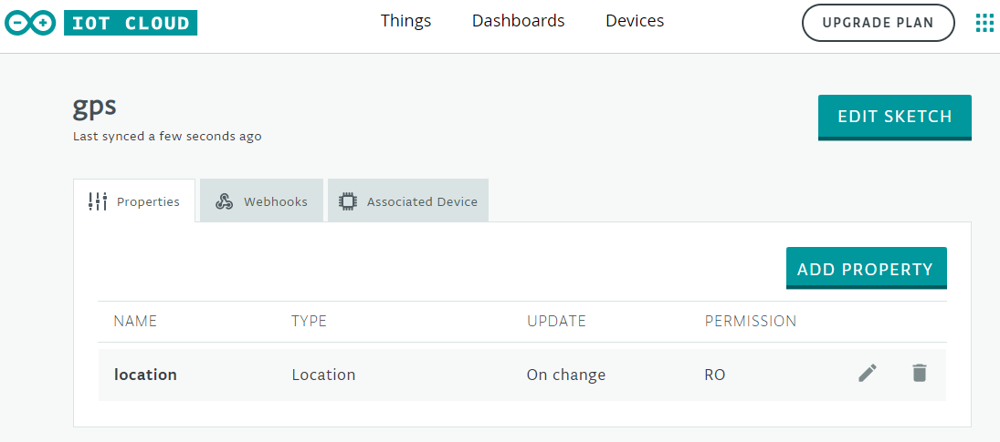 IOT CLOUD Things Dashboards Devices UPGRADE PLAN
gps
Last synced a few seconds ago
EDIT SKETCH
Properties Webhooks Associated Device
ADD PROPERTY
NAME TYPE UPDATE PERMISSION
location Location On change RO